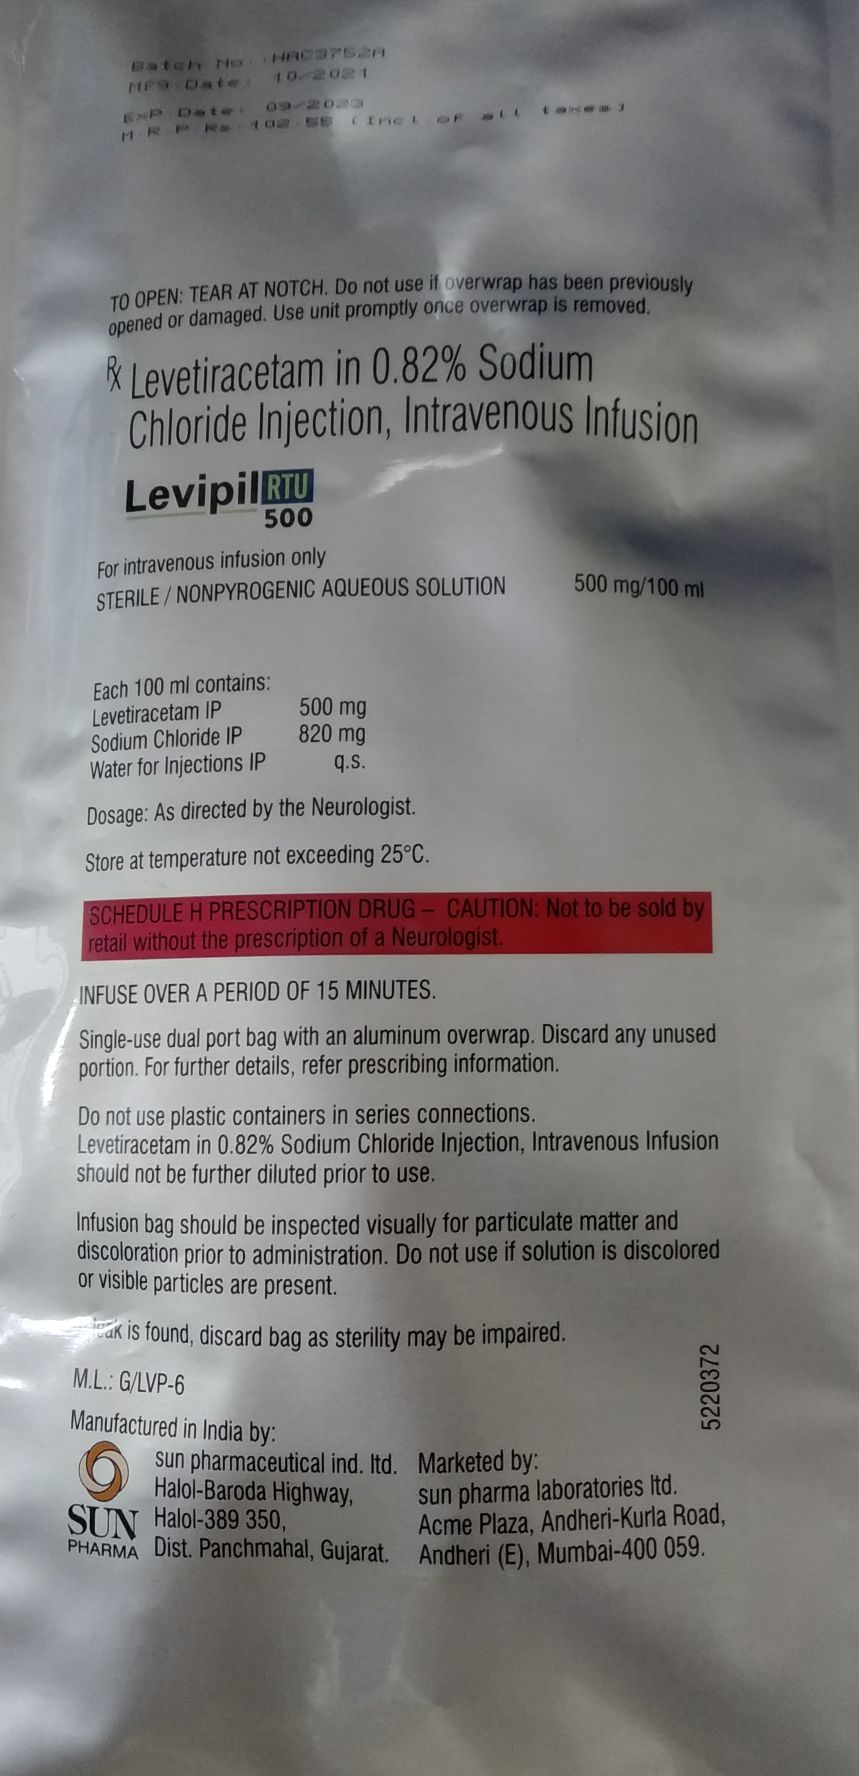 Batch No. : HAC3752A
Mfg Date: 10/2021
Exp Date: 09/2023
M.R.P. Rs. 102.55 (Incl of all taxes)
TO OPEN: TEAR AT NOTCH. Do not use if overwrap has been previously
opened or damaged. Use unit promptly once overwrap is removed.
℞ Levetiracetam in 0.82% Sodium
Chloride Injection, Intravenous Infusion
Levipil RTU
500
For intravenous infusion only
STERILE / NONPYROGENIC AQUEOUS SOLUTION 500 mg/100 ml
Each 100 ml contains:
Levetiracetam IP 500 mg
Sodium Chloride IP 820 mg
Water for Injections IP q.s.
Dosage: As directed by the Neurologist.
Store at temperature not exceeding 25°C.
SCHEDULE H PRESCRIPTION DRUG – CAUTION: Not to be sold by
retail without the prescription of a Neurologist.
INFUSE OVER A PERIOD OF 15 MINUTES.
Single-use dual port bag with an aluminum overwrap. Discard any unused
portion. For further details, refer prescribing information.
Do not use plastic containers in series connections.
Levetiracetam in 0.82% Sodium Chloride Injection, Intravenous Infusion
should not be further diluted prior to use.
Infusion bag should be inspected visually for particulate matter and
discoloration prior to administration. Do not use if solution is discolored
or visible particles are present.
leak is found, discard bag as sterility may be impaired.
M.L.: G/LVP-6
5220372
Manufactured in India by:
sun pharmaceutical ind. ltd.
Halol-Baroda Highway,
Halol-389 350,
Dist. Panchmahal, Gujarat.
SUN
PHARMA
Marketed by:
sun pharma laboratories ltd.
Acme Plaza, Andheri-Kurla Road,
Andheri (E), Mumbai-400 059.